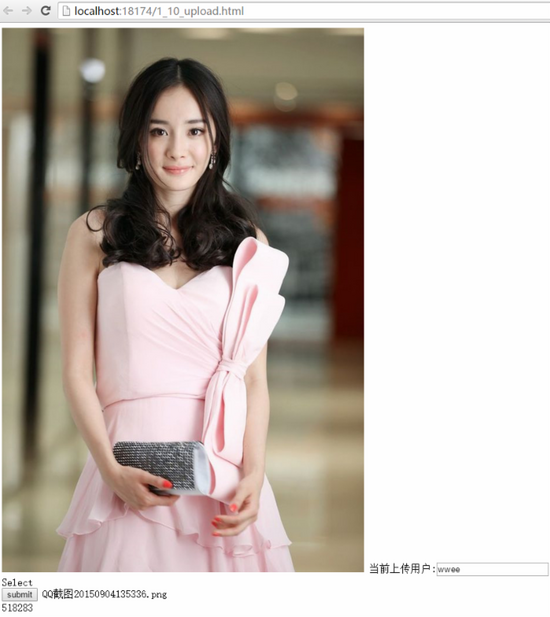 localhost:18174/1_10_upload.html
当前上传用户:wwee
Select
submit QQ截图20150904135336.png
518283